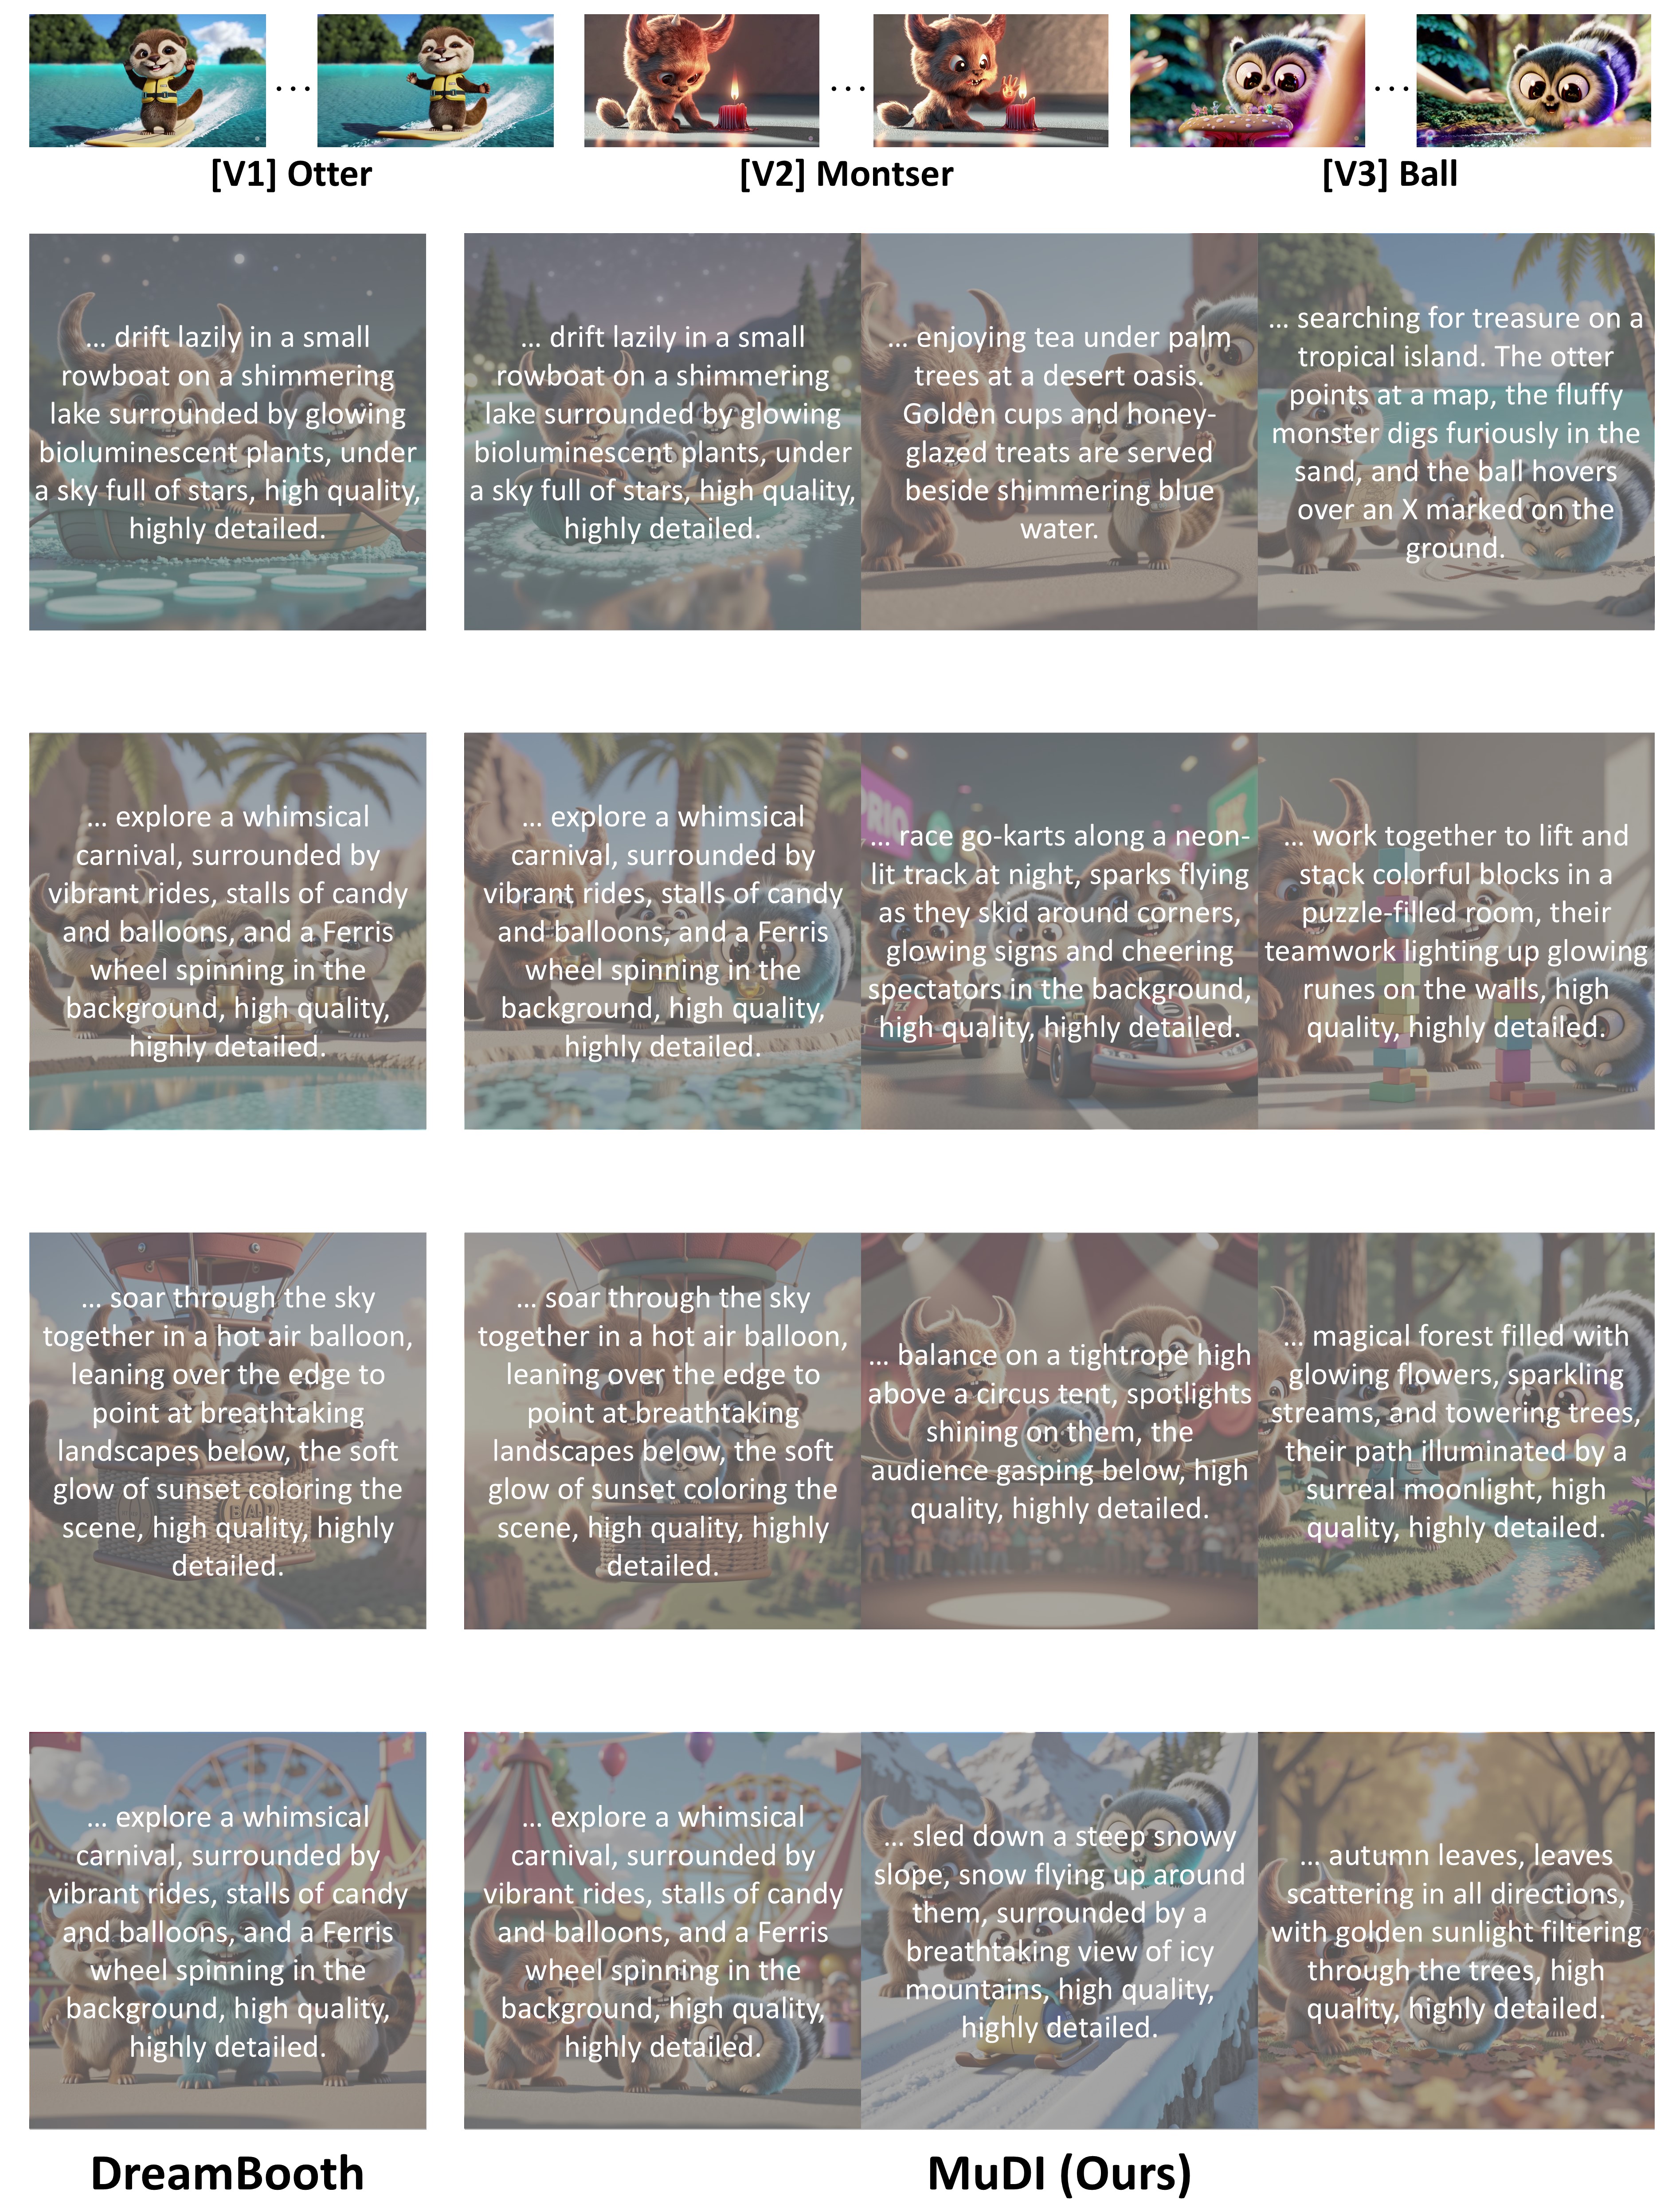 [V1] Otter
[V2] Montser
[V3] Ball
... drift lazily in a small
rowboat on a shimmering
lake surrounded by glowing
bioluminescent plants, under
a sky full of stars, high quality,
highly detailed.
... drift lazily in a small
rowboat on a shimmering
lake surrounded by glowing
bioluminescent plants, under
a sky full of stars, high quality,
highly detailed.
... enjoying tea under palm
trees at a desert oasis.
Golden cups and honey-
glazed treats are served
beside shimmering blue
water.
... searching for treasure on a
tropical island. The otter
points at a map, the fluffy
monster digs furiously in the
sand, and the ball hovers
over an X marked on the
ground.
... explore a whimsical
carnival, surrounded by
vibrant rides, stalls of candy
and balloons, and a Ferris
wheel spinning in the
background, high quality,
highly detailed.
... explore a whimsical
carnival, surrounded by
vibrant rides, stalls of candy
and balloons, and a Ferris
wheel spinning in the
background, high quality,
highly detailed.
... race go-karts along a neon-
lit track at night, sparks flying
as they skid around corners,
glowing signs and cheering
spectators in the background,
high quality, highly detailed.
... work together to lift and
stack colorful blocks in a
puzzle-filled room, their
teamwork lighting up glowing
runes on the walls, high
quality, highly detailed.
... soar through the sky
together in a hot air balloon,
leaning over the edge to
point at breathtaking
landscapes below, the soft
glow of sunset coloring the
scene, high quality, highly
detailed.
... soar through the sky
together in a hot air balloon,
leaning over the edge to
point at breathtaking
landscapes below, the soft
glow of sunset coloring the
scene, high quality, highly
detailed.
... balance on a tightrope high
above a circus tent, spotlights
shining on them, the
audience gasping below, high
quality, highly detailed.
... magical forest filled with
glowing flowers, sparkling
streams, and towering trees,
their path illuminated by a
surreal moonlight, high
quality, highly detailed.
... explore a whimsical
carnival, surrounded by
vibrant rides, stalls of candy
and balloons, and a Ferris
wheel spinning in the
background, high quality,
highly detailed.
... explore a whimsical
carnival, surrounded by
vibrant rides, stalls of candy
and balloons, and a Ferris
wheel spinning in the
background, high quality,
highly detailed.
... sled down a steep snowy
slope, snow flying up around
them, surrounded by a
breathtaking view of icy
mountains, high quality,
highly detailed.
... autumn leaves, leaves
scattering in all directions,
with golden sunlight filtering
through the trees, high
quality, highly detailed.
DreamBooth
MuDI (Ours)